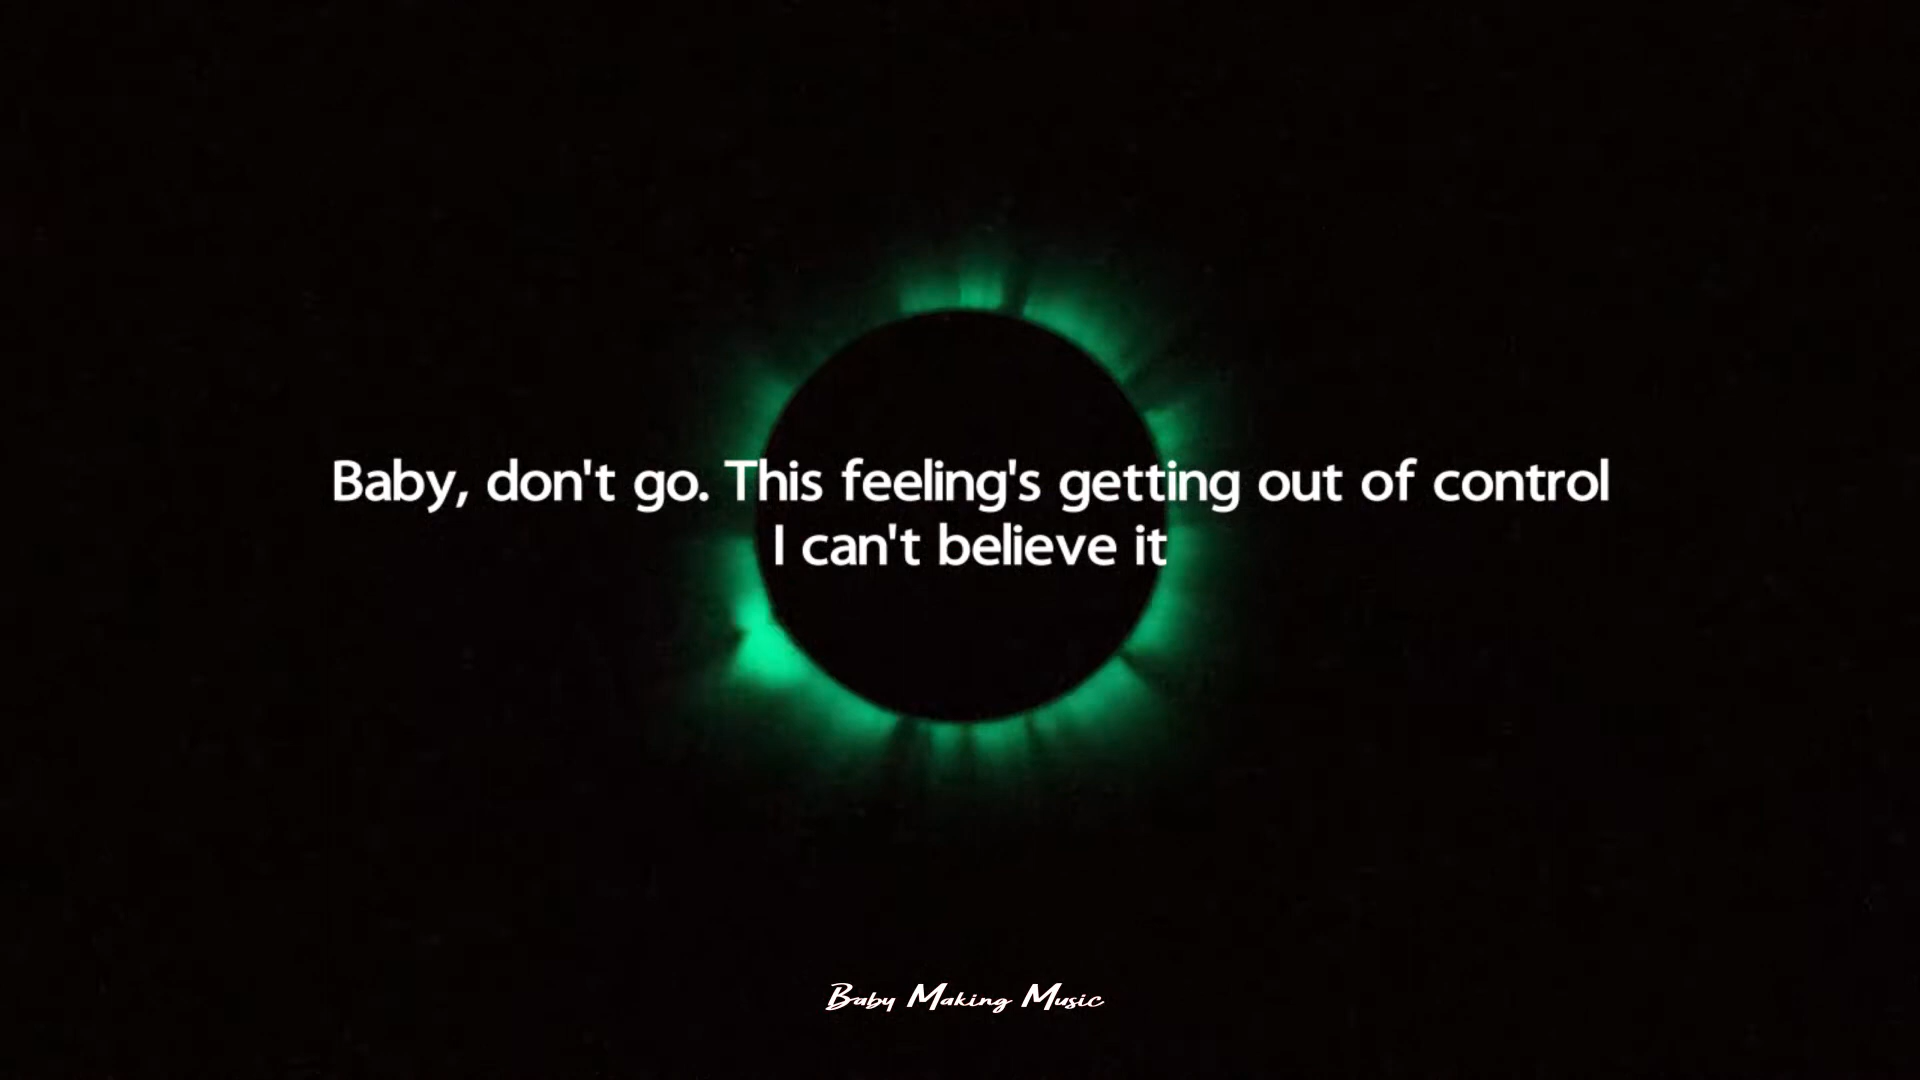 Baby, don't go. This feeling's getting out of control
I can't believe it
Baby Making Music